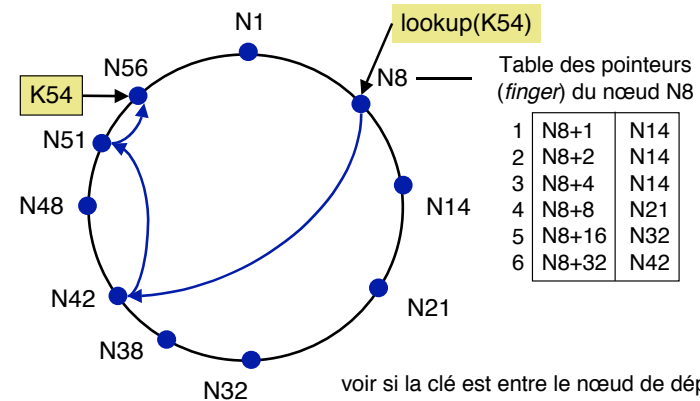 N1
lookup(K54)
N56
N8
K54
N51
N48
N42
N38
N32
N21
N14
Table des pointeurs
(finger) du nœud N8
1 N8+1 N14
2 N8+2 N14
3 N8+4 N14
4 N8+8 N21
5 N8+16 N32
6 N8+32 N42
voir si la clé est entre le nœud de dép